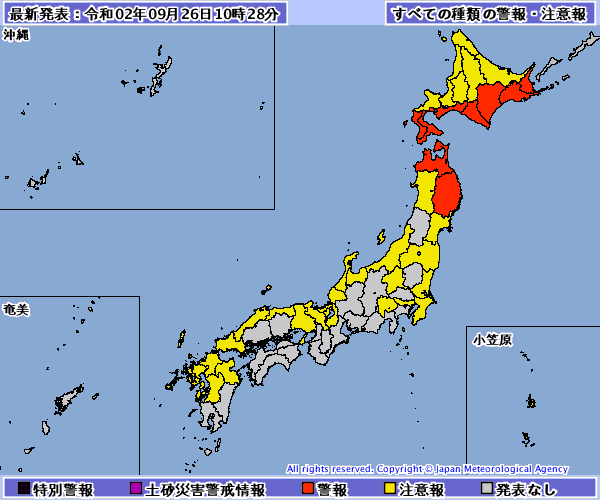 最新発表：令和02年09月26日10時28分
すべての種類の警報・注意報
沖縄
奄美
小笠原
All rights reserved. Copyright © Japan Meteorological Agency
特別警報 土砂災害警戒情報 警報 注意報 発表なし